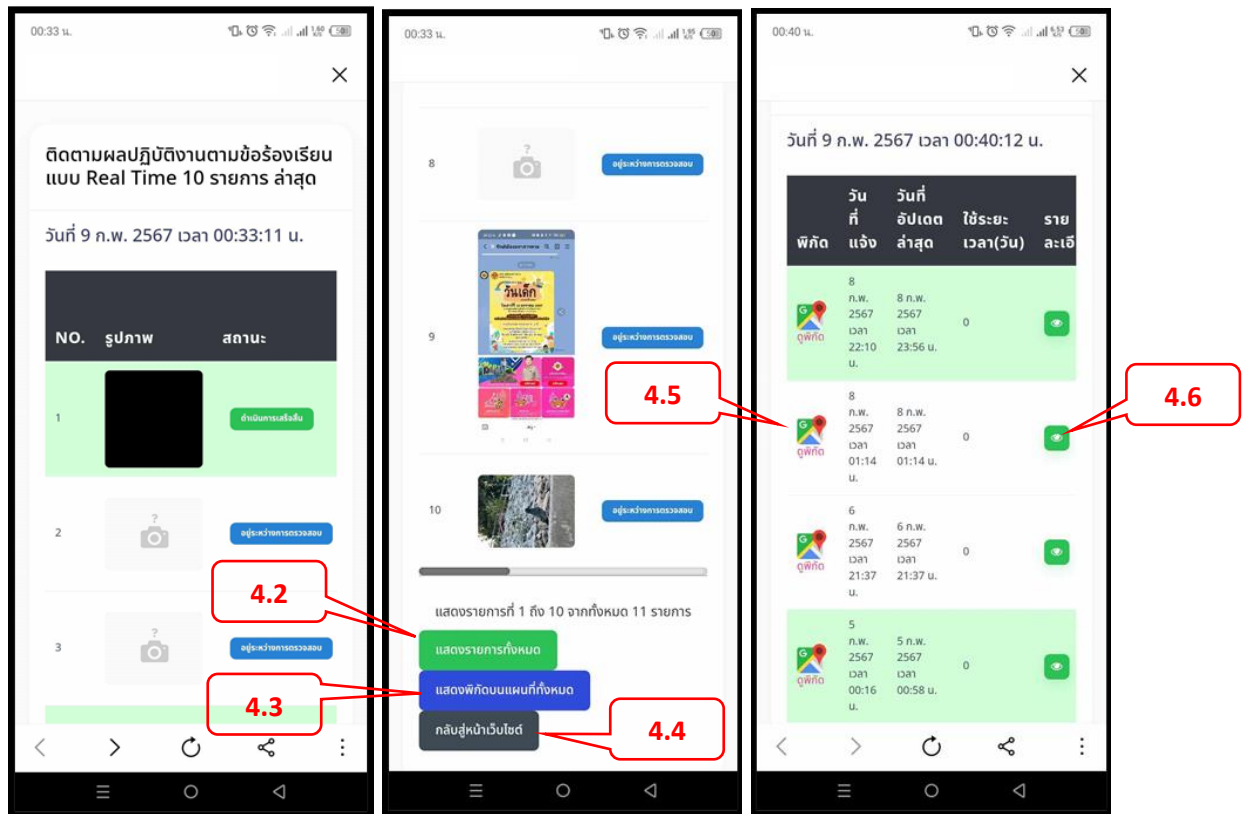 00:33 น.
ติดตามผลปฏิบัติงานตามข้อร้องเรียน
แบบ Real Time 10 รายการ ล่าสุด
วันที่ 9 ก.พ. 2567 เวลา 00:33:11 น.
NO. รูปภาพ สถานะ
1 ดำเนินการเสร็จสิ้น
2 อยู่ระหว่างการตรวจสอบ
3 อยู่ระหว่างการตรวจสอบ
00:33 น.
8 อยู่ระหว่างการตรวจสอบ
วันเด็ก
9 อยู่ระหว่างการตรวจสอบ
10 อยู่ระหว่างการตรวจสอบ
แสดงรายการที่ 1 ถึง 10 จากทั้งหมด 11 รายการ
4.2
แสดงรายการทั้งหมด
4.3
แสดงพิกัดบนแผนที่ทั้งหมด
4.4
กลับสู่หน้าเว็บไซต์
00:40 น.
วันที่ 9 ก.พ. 2567 เวลา 00:40:12 น.
พิกัด
วัน
ที่
แจ้ง
วันที่
อัปเดต
ล่าสุด
ใช้ระยะ
เวลา(วัน)
ราย
ละเอี
ดูพิกัด
8
ก.พ.
2567
เวลา
22:10
น.
8 ก.พ.
2567
เวลา
23:56 น.
0
4.5
ดูพิกัด
8
ก.พ.
2567
เวลา
01:14
น.
8 ก.พ.
2567
เวลา
01:14 น.
0
4.6
ดูพิกัด
6
ก.พ.
2567
เวลา
21:37
น.
6 ก.พ.
2567
เวลา
21:37 น.
0
ดูพิกัด
5
ก.พ.
2567
เวลา
00:16
น.
5 ก.พ.
2567
เวลา
00:58 น.
0